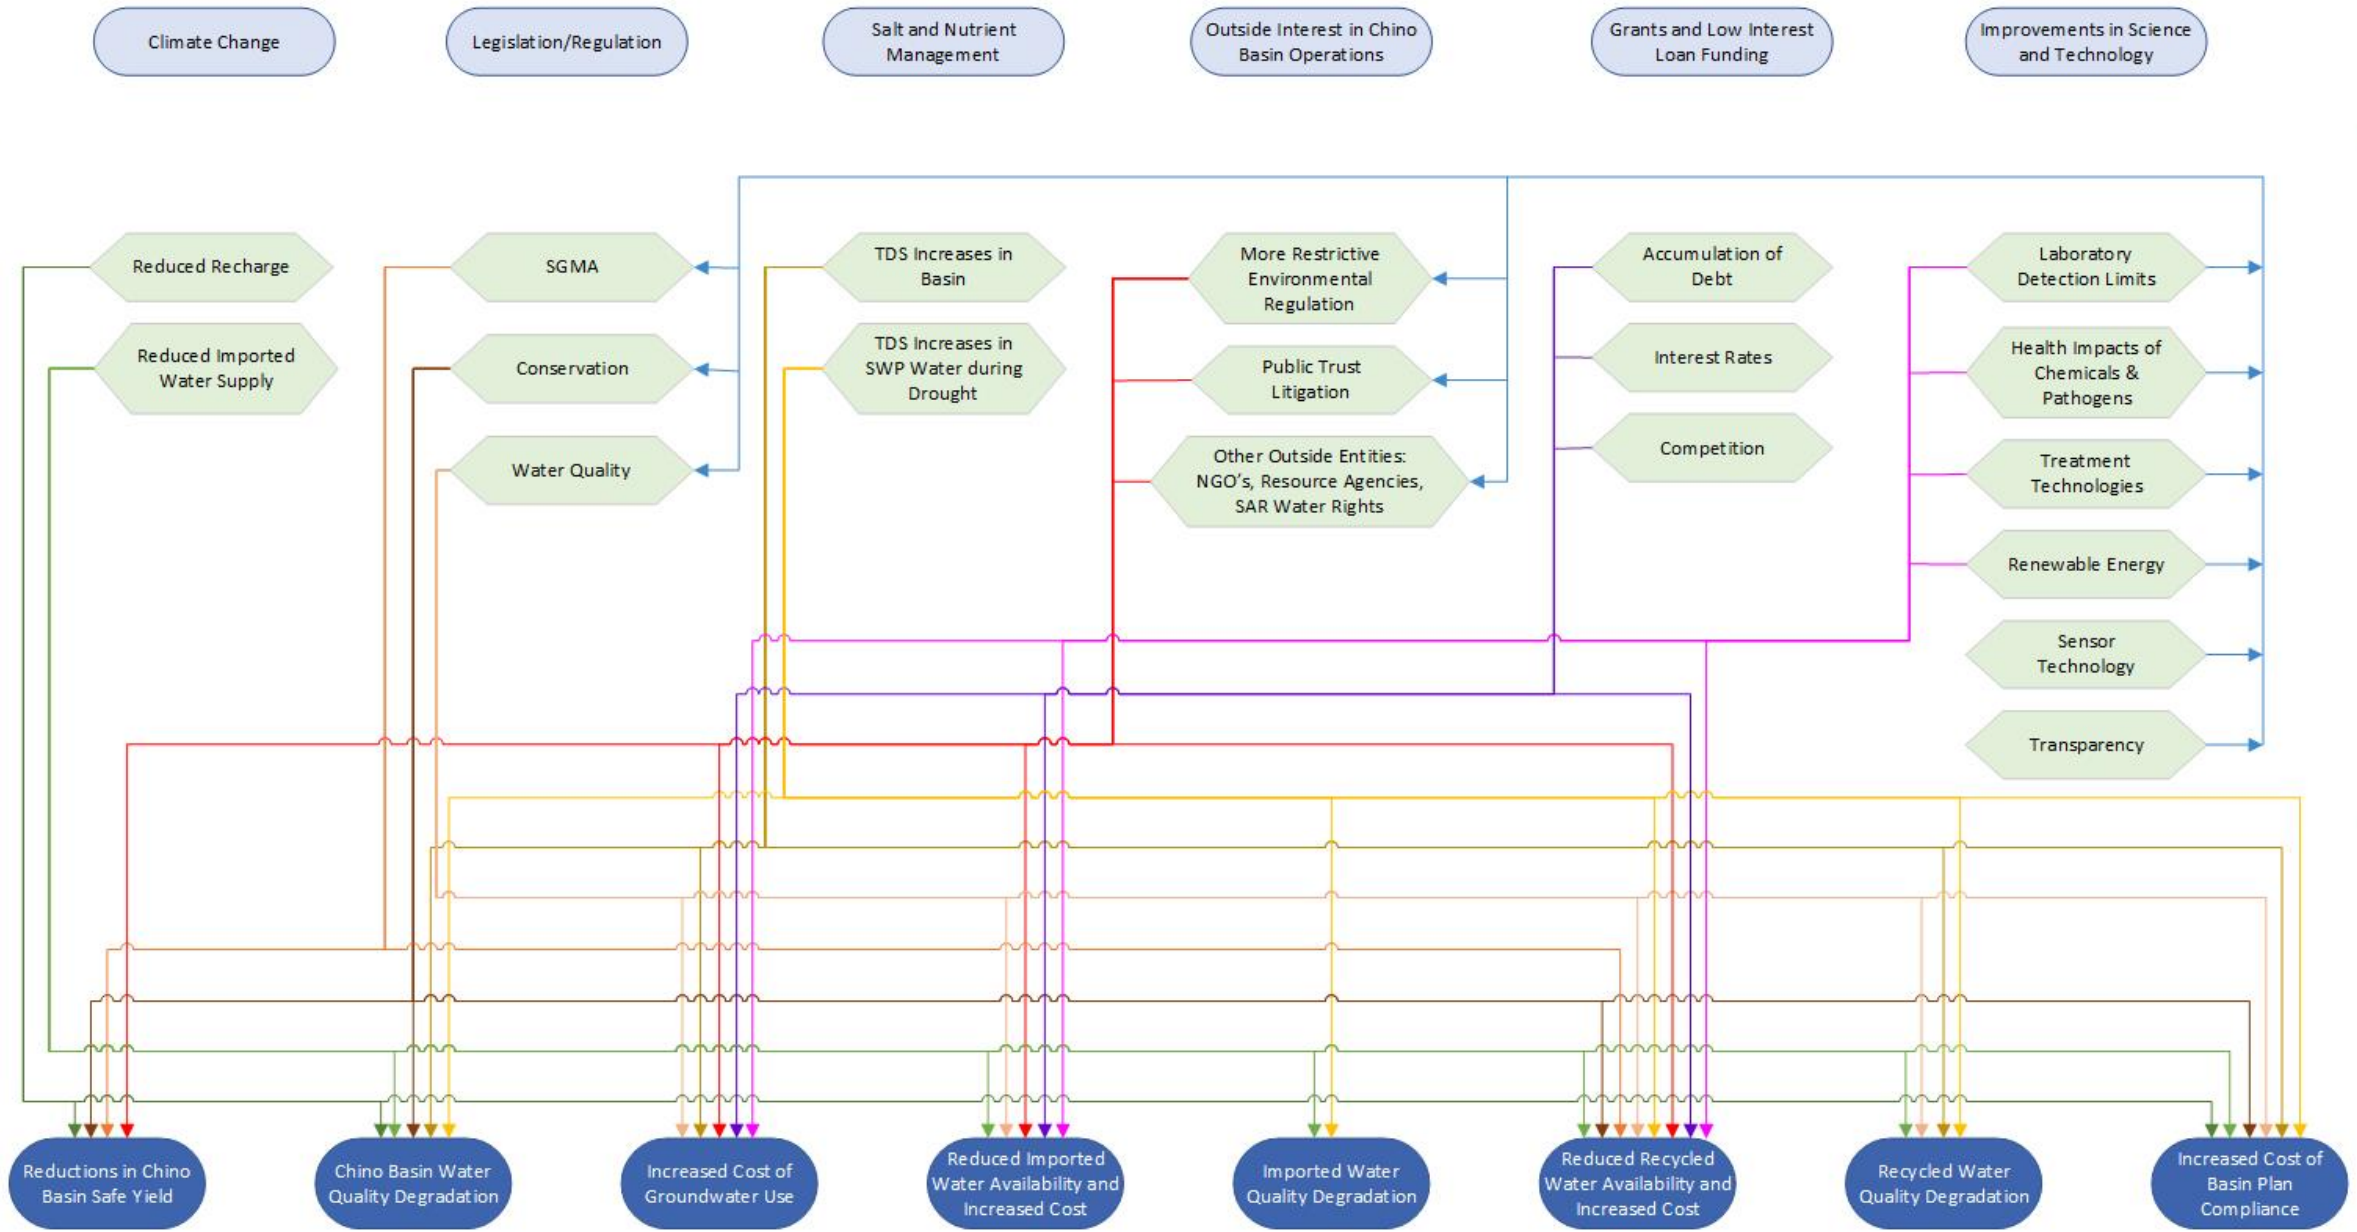 Climate Change
Legislation/Regulation
Salt and Nutrient
Management
Outside Interest in Chino
Basin Operations
Grants and Low Interest
Loan Funding
Improvements in Science
and Technology
Reduced Recharge
Reduced Imported
Water Supply
SGMA
Conservation
Water Quality
TDS Increases in
Basin
TDS Increases in
SWP Water during
Drought
More Restrictive
Environmental
Regulation
Public Trust
Litigation
Other Outside Entities:
NGO's, Resource Agencies,
SAR Water Rights
Accumulation of
Debt
Interest Rates
Competition
Laboratory
Detection Limits
Health Impacts of
Chemicals &
Pathogens
Treatment
Technologies
Renewable Energy
Sensor
Technology
Transparency
Reductions in Chino
Basin Safe Yield
Chino Basin Water
Quality Degradation
Increased Cost of
Groundwater Use
Reduced Imported
Water Availability and
Increased Cost
Imported Water
Quality Degradation
Reduced Recycled
Water Availability and
Increased Cost
Recycled Water
Quality Degradation
Increased Cost of
Basin Plan
Compliance